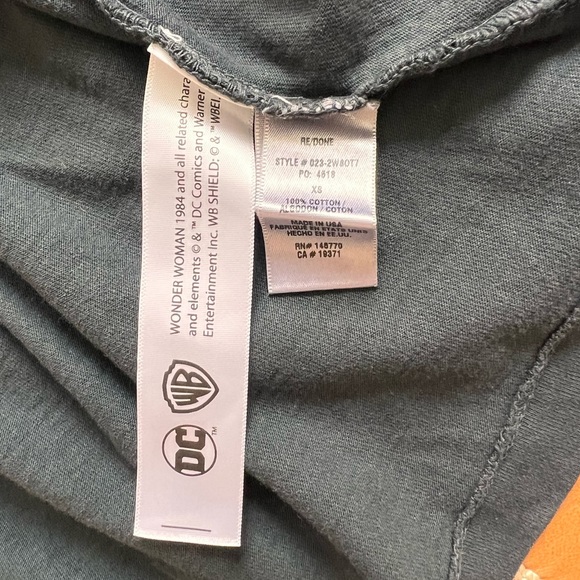 WONDER WOMAN 1984 and all related chara
and elements © & ™ DC Comics and Warner
Entertainment Inc. WB SHIELD: © & ™ WBEI.
WB
DC™
RE/DONE
STYLE # 023-2W8OT7
PO: 4618
XS
100% COTTON /
ALGODON / COTON
MADE IN USA
FABRIQUE EN ETATS UNIS
HECHO EN EE.UU.
RN# 145770
CA # 19371